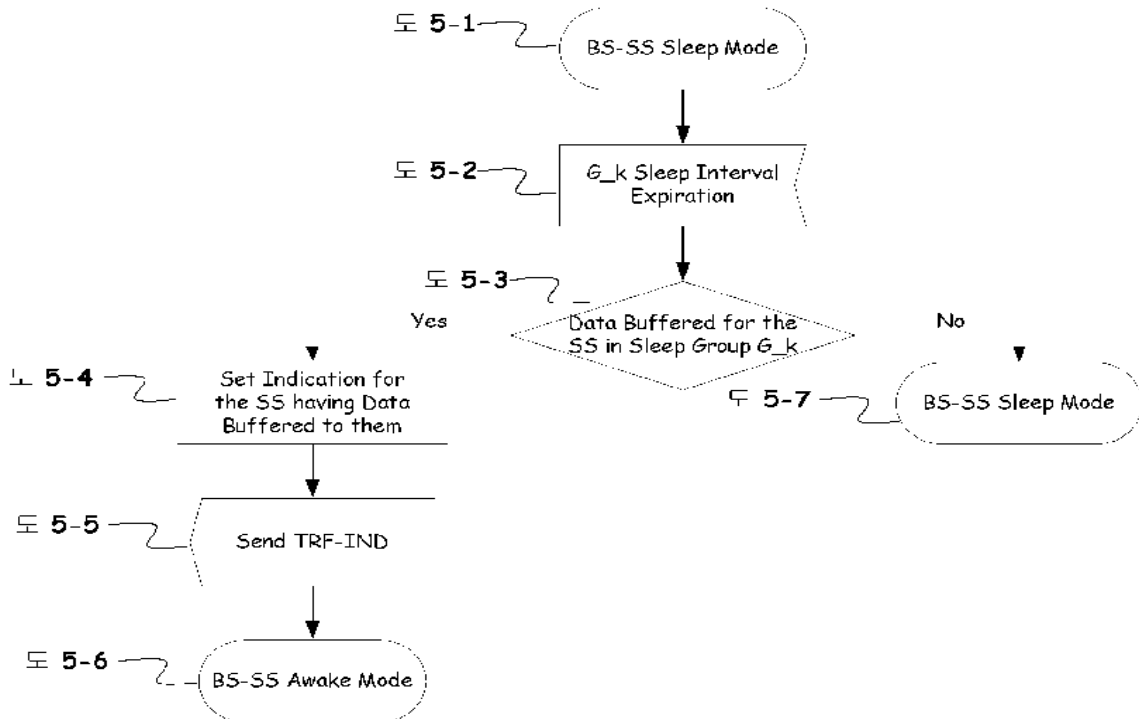 도 5-1
BS-SS Sleep Mode
도 5-2
G_k Sleep Interval
Expiration
도 5-3
Data Buffered for the
SS in Sleep Group G_k
Yes
No
도 5-4
Set Indication for
the SS having Data
Buffered to them
도 5-7
BS-SS Sleep Mode
도 5-5
Send TRF-IND
도 5-6
BS-SS Awake Mode